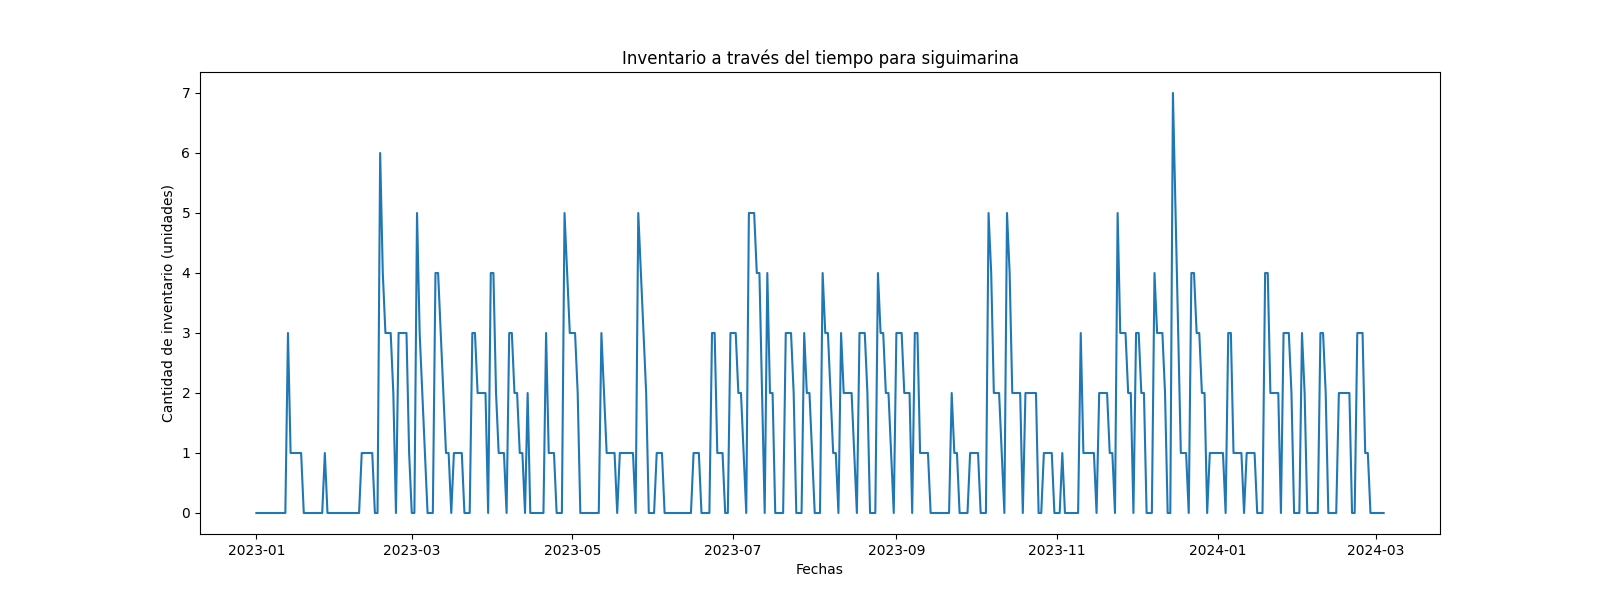 Inventario a través del tiempo para siguimarina
Cantidad de inventario (unidades)
7
6
5
4
3
2
1
0
2023-01 2023-03 2023-05 2023-07 2023-09 2023-11 2024-01 2024-03
Fechas